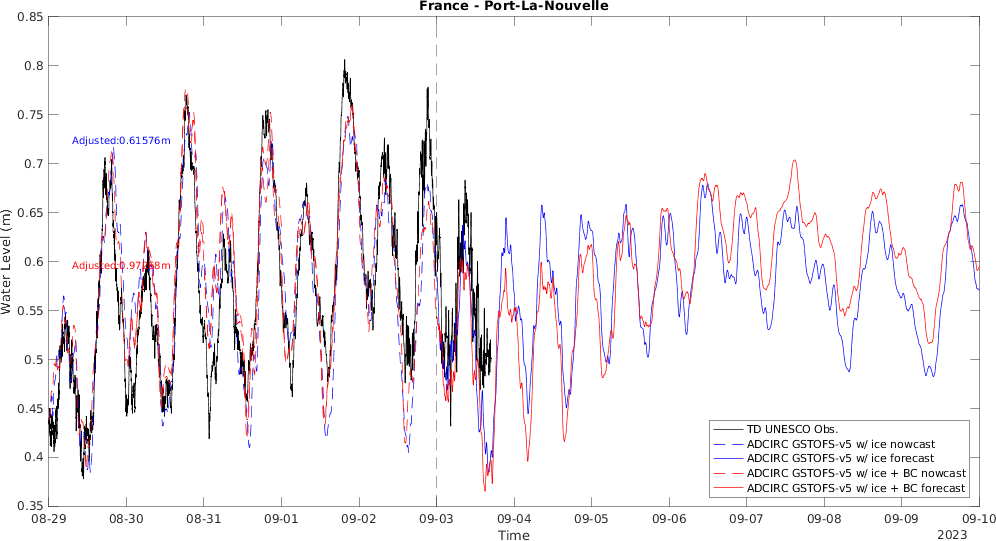 France - Port-La-Nouvelle
0.85
0.8
0.75
0.7
0.65
0.6
0.55
0.5
0.45
0.4
0.35
Water Level (m)
Adjusted:0.61576m
TD UNESCO Obs.
ADCIRC GSTOFS-v5 w/ ice nowcast
ADCIRC GSTOFS-v5 w/ ice forecast
ADCIRC GSTOFS-v5 w/ ice + BC nowcast
ADCIRC GSTOFS-v5 w/ ice + BC forecast
08-29 08-30 08-31 09-01 09-02 09-03 09-04 09-05 09-06 09-07 09-08 09-09 09-10
Time
2023